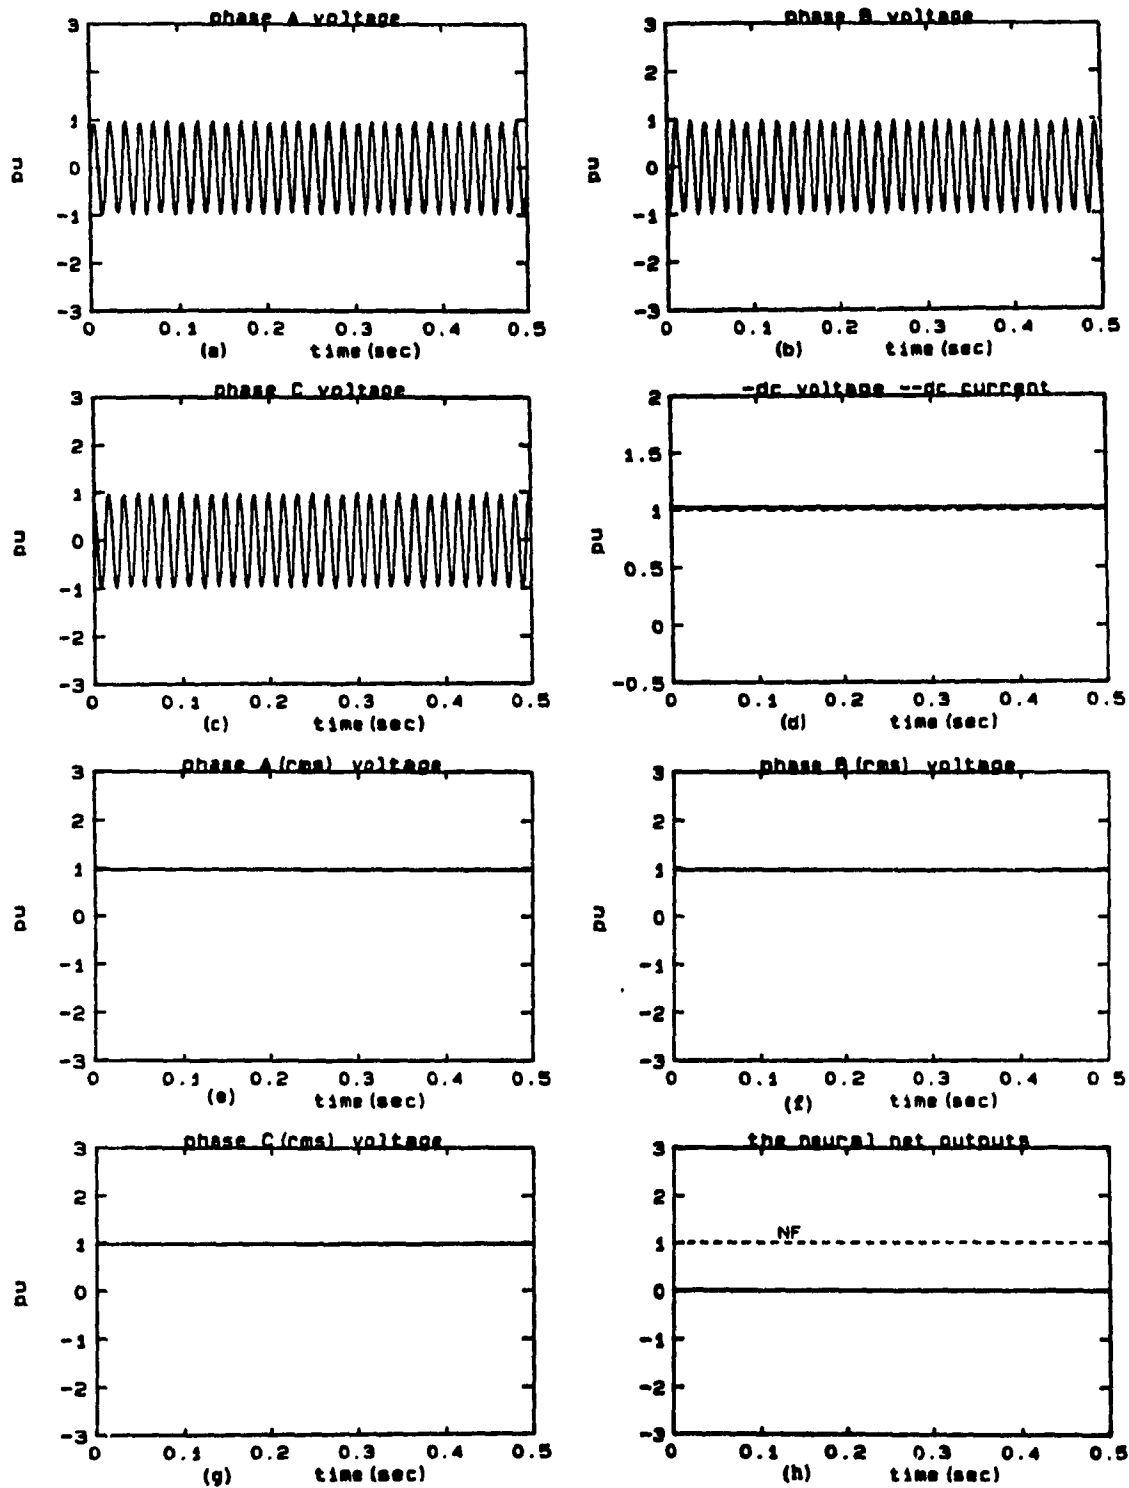 phase A voltage
3
1
0
-1
-2
-3
pu
0 0.1 0.2 0.3 0.4 0.5
(a) time(sec)
phase B voltage
3
2
1
0
-1
-2
-3
pu
0 0.1 0.2 0.3 0.4 0.5
(b) time(sec)
phase C voltage
3
2
1
0
-1
-2
-3
pu
0 0.1 0.2 0.3 0.4 0.5
(c) time(sec)
-dc voltage --dc current
2
1.5
1
0.5
0
-0.5
pu
0 0.1 0.2 0.3 0.4 0.5
(d) time(sec)
phase A(rms) voltage
3
2
1
0
-1
-2
-3
pu
0 0.1 0.2 0.3 0.4 0.5
(e) time(sec)
phase B(rms) voltage
3
2
1
0
-1
-2
-3
pu
0 0.1 0.2 0.3 0.4 0.5
(f) time(sec)
phase C(rms) voltage
3
2
1
0
-1
-2
-3
pu
0 0.1 0.2 0.3 0.4 0.5
(g) time(sec)
the neural net outputs
3
2
1
0
-1
-2
-3
NF
0 0.1 0.2 0.3 0.4 0.5
(h) time(sec)